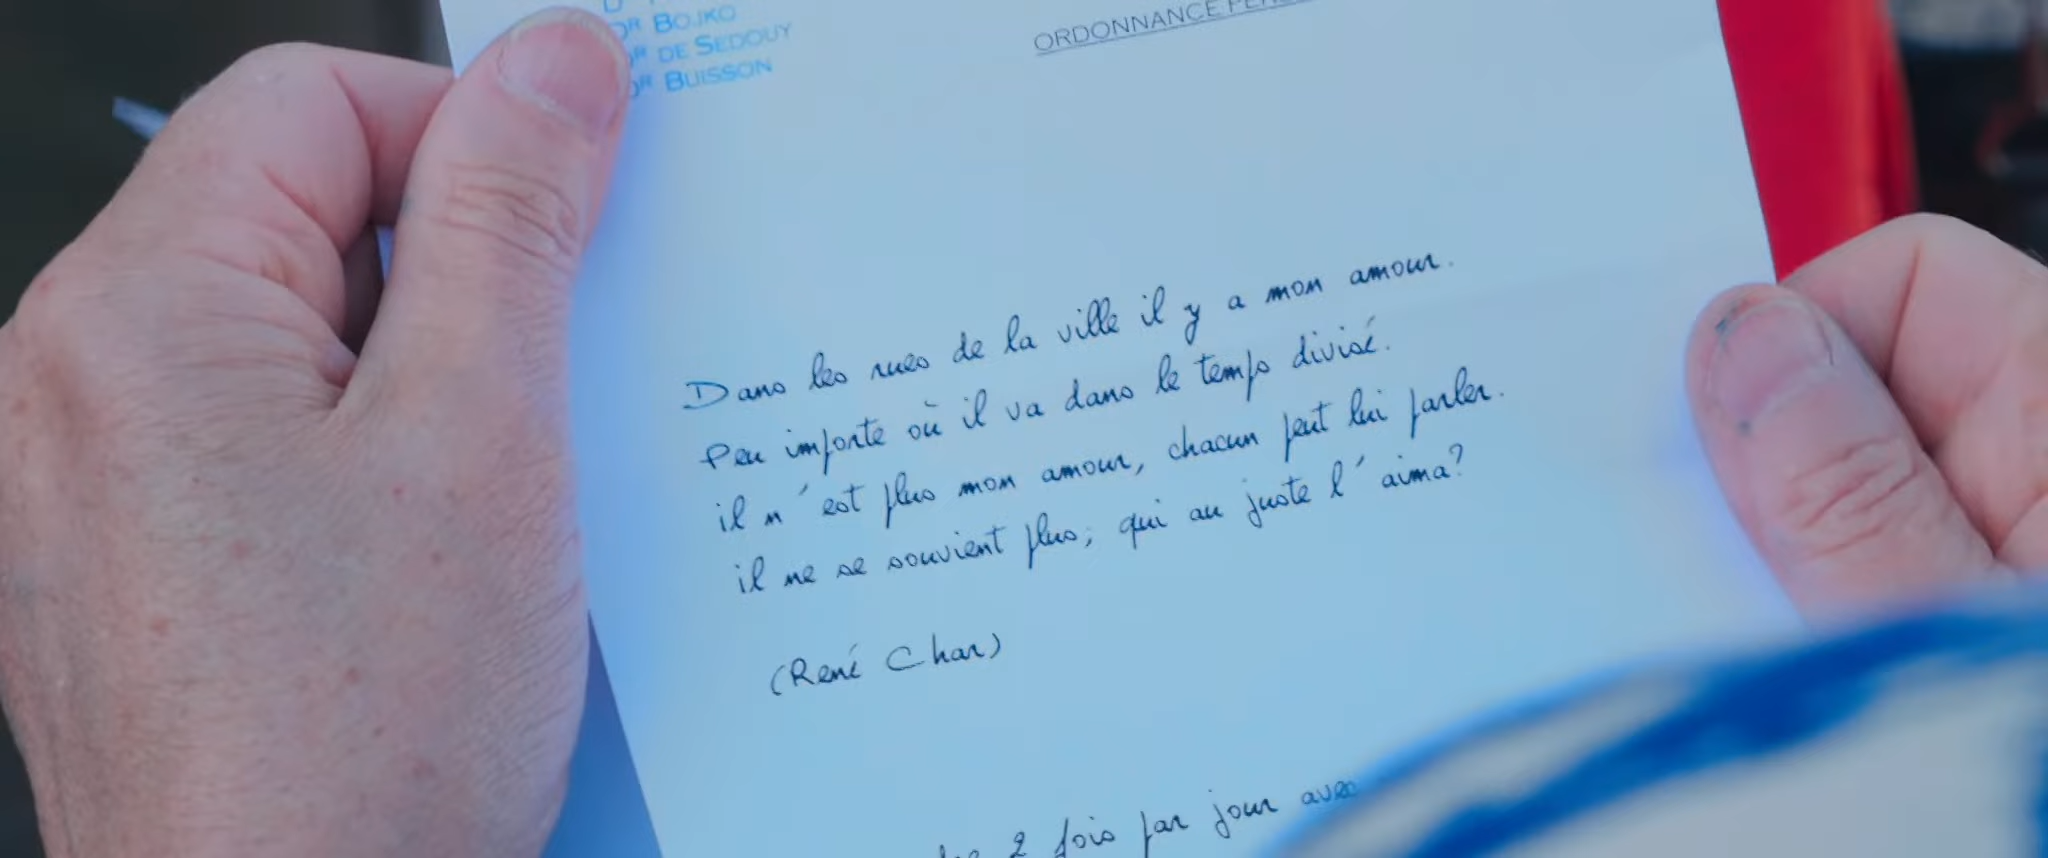 Dr Bojko
Dr de Sedouy
Dr Buisson
ORDONNANCE
Dans les rues de la ville il y a mon amour.
Peu importe où il va dans le temps divisé.
il n'est plus mon amour, chacun peut lui parler.
il ne se souvient plus; qui au juste l'aima?
(René Char)
2 fois par jour avec